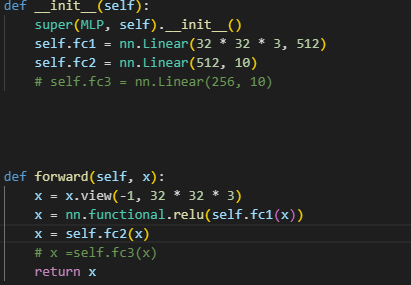 def __init__(self):
    super(MLP, self).__init__()
    self.fc1 = nn.Linear(32 * 32 * 3, 512)
    self.fc2 = nn.Linear(512, 10)
    # self.fc3 = nn.Linear(256, 10)
def forward(self, x):
    x = x.view(-1, 32 * 32 * 3)
    x = nn.functional.relu(self.fc1(x))
    x = self.fc2(x)
    # x =self.fc3(x)
    return x